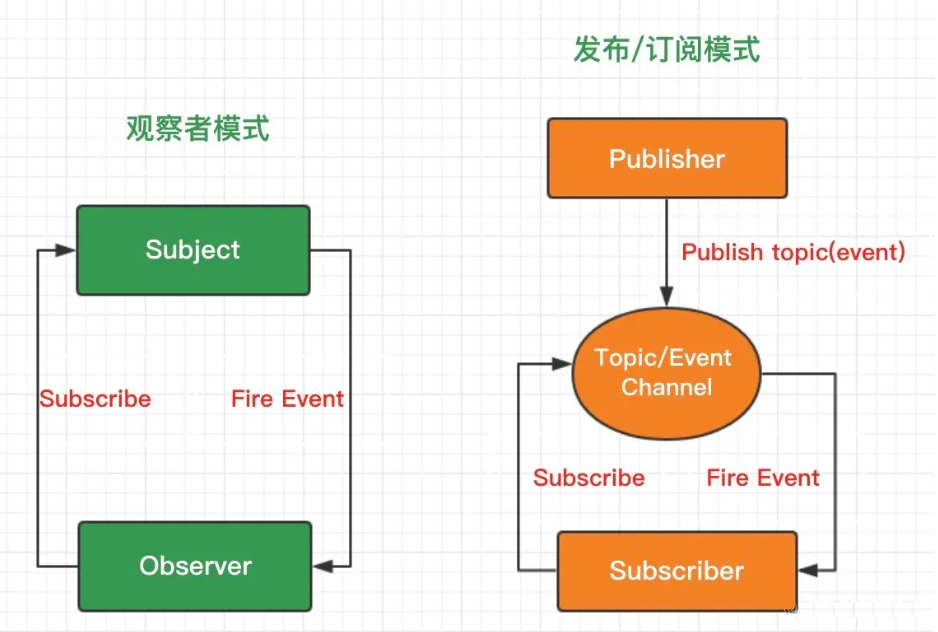 观察者模式
Subject
Subscribe
Fire Event
Observer
发布/订阅模式
Publisher
Publish topic(event)
Topic/Event
Channel
Subscribe
Fire Event
Subscriber